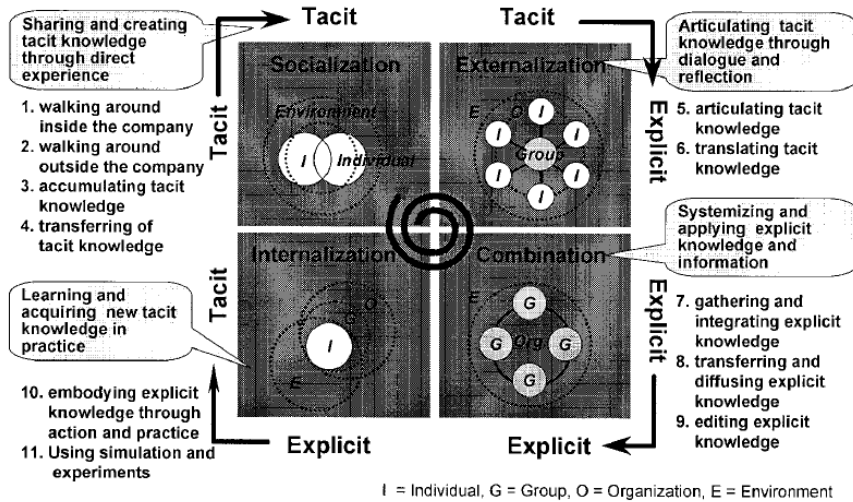 Tacit
Tacit
Sharing and creating
tacit knowledge
through direct
experience
Articulating tacit
knowledge through
dialogue and
reflection
Socialization
Externalization
Tacit
Explicit
1. walking around
inside the company
2. walking around
outside the company
3. accumulating tacit
knowledge
4. transferring of
tacit knowledge
Environment
I
Individual
E
O
I
I
I
Group
I
I
I
5. articulating tacit
knowledge
6. translating tacit
knowledge
Systemizing and
applying explicit
knowledge and
information
Internalization
Combination
Tacit
Explicit
Learning and
acquiring new tacit
knowledge in
practice
O
G
I
E
E
G
G
Org
G
G
7. gathering and
integrating explicit
knowledge
8. transferring and
diffusing explicit
knowledge
9. editing explicit
knowledge
10. embodying explicit
knowledge through
action and practice
11. Using simulation and
experiments
Explicit
Explicit
I = Individual, G = Group, O = Organization, E = Environment